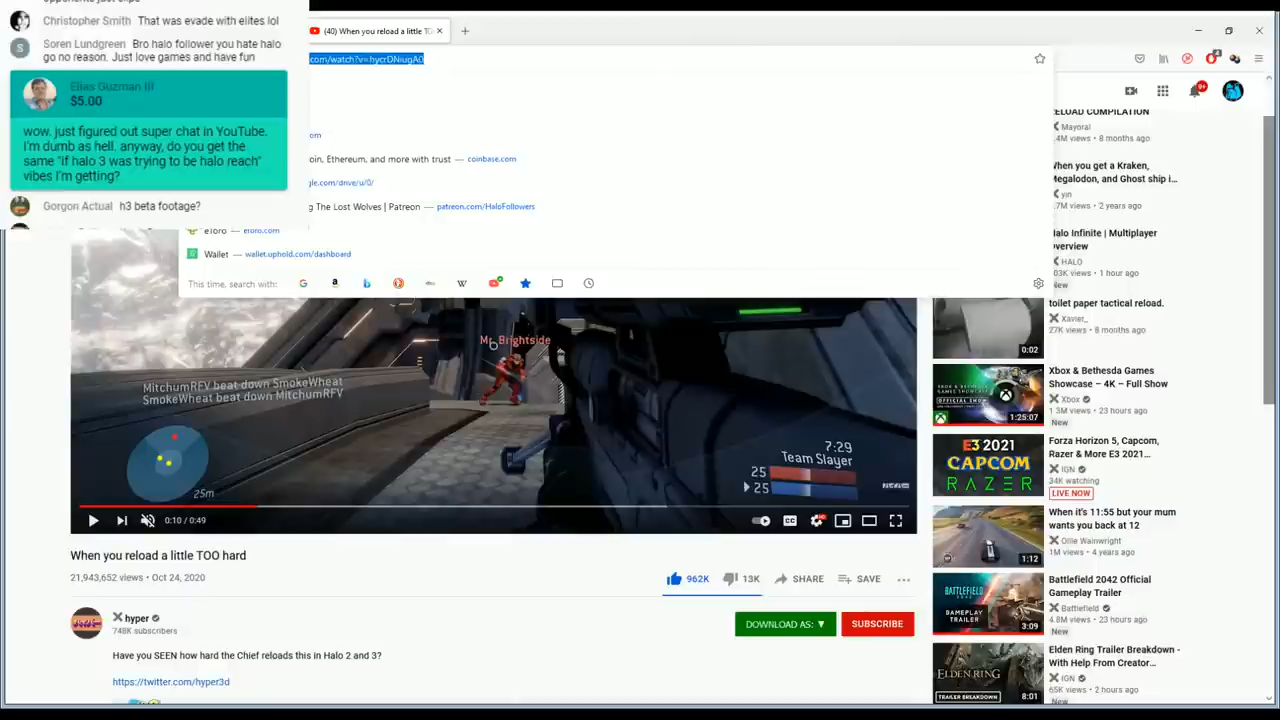 Christopher Smith That was evade with elites lol
S
Soren Lundgreen Bro halo follower you hate halo
go no reason. Just love games and have fun
Elias Guzman III
$5.00
wow. just figured out super chat in YouTube.
I'm dumb as hell. anyway, do you get the
same "if halo 3 was trying to be halo reach"
vibes I'm getting?
Gorgon Actual h3 beta footage?
(40) When you reload a little T
com/watch?v=hycrDNiugA0
om
oin, Ethereum, and more with trust — coinbase.com
gle.com/drive/u/0/
g The Lost Wolves | Patreon — patreon.com/HaloFollowers
eToro — etoro.com
Wallet — wallet.uphold.com/dashboard
This time, search with:
Mr Brightside
MitchumRFV beat down SmokeWheat
SmokeWheat beat down MitchumRFV
25m
7:29
Team Slayer
25
25
0:10 / 0:49
CC
HD
When you reload a little TOO hard
21,943,652 views • Oct 24, 2020
962K
13K
SHARE
SAVE
hyper
748K subscribers
DOWNLOAD AS: ▼
SUBSCRIBE
Have you SEEN how hard the Chief reloads this in Halo 2 and 3?
https://twitter.com/hyper3d
4
9+
RELOAD COMPILATION
Mayoral
.4M views • 8 months ago
When you get a Kraken,
Megalodon, and Ghost ship i...
yin
.7M views • 2 years ago
Halo Infinite | Multiplayer
Overview
HALO
03K views • 1 hour ago
New
toilet paper tactical reload.
Xavier_
27K views • 8 months ago
0:02
Xbox & Bethesda Games
Showcase – 4K – Full Show
Xbox
1.3M views • 23 hours ago
New
1:25:07
Forza Horizon 5, Capcom,
Razer & More E3 2021...
IGN
34K watching
LIVE NOW
E3 2021
CAPCOM
RAZER
When it's 11:55 but your mum
wants you back at 12
Ollie Wainwright
1M views • 4 years ago
1:12
Battlefield 2042 Official
Gameplay Trailer
Battlefield
4.8M views • 23 hours ago
New
BATTLEFIELD
2042
GAMEPLAY
TRAILER
3:09
Elden Ring Trailer Breakdown -
With Help From Creator...
IGN
65K views • 2 hours ago
New
ELDEN RING
TRAILER BREAKDOWN
8:01